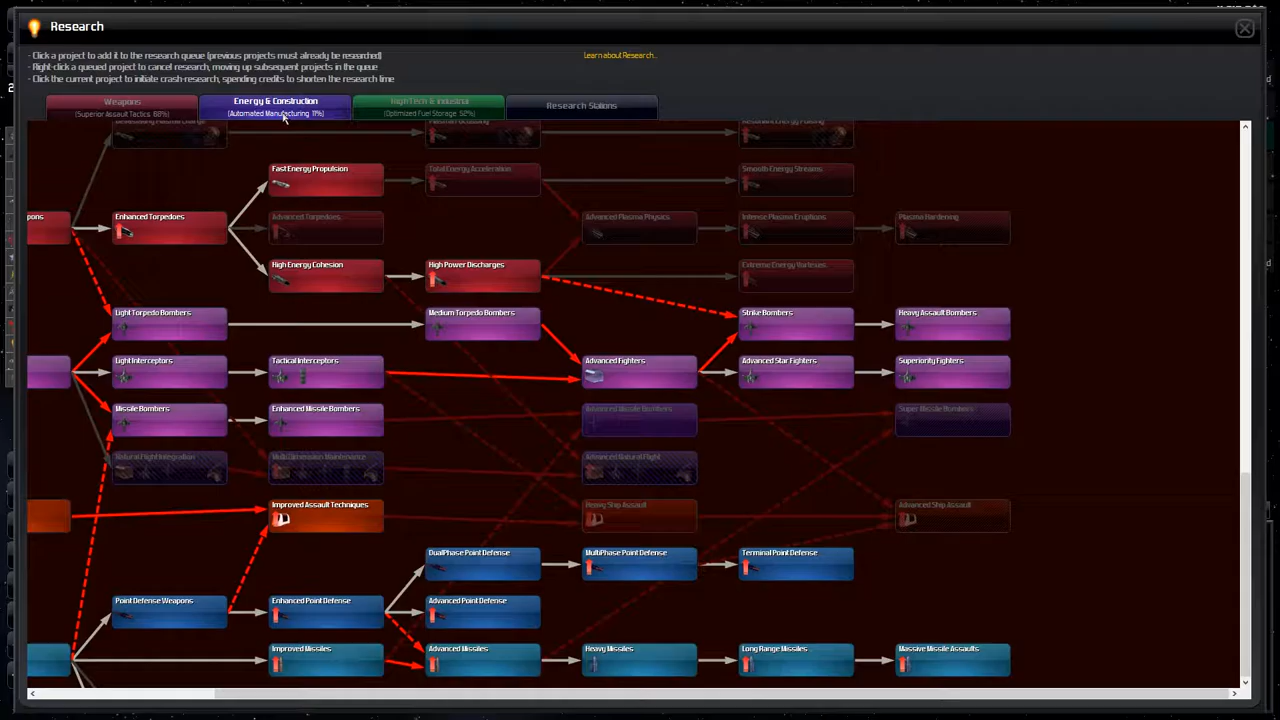 Research
- Click a project to add it to the research queue (previous projects must already be researched)
- Right-click a queued project to cancel research, moving up subsequent projects in the queue
- Click the current project to initiate crash-research, spending credits to shorten the research time
Learn about Research...
Weapons
(Superior Assault Tactics, 68%)
Energy & Construction
(Automated Manufacturing, 11%)
HighTech & Industrial
(Optimized Fuel Storage, 52%)
Research Stations
Fast Energy Propulsion
Total Energy Acceleration
Smooth Energy Streams
pons
Enhanced Torpedoes
Advanced Torpedoes
Advanced Plasma Physics
Intense Plasma Eruptions
Plasma Hardening
High Energy Cohesion
High Power Discharges
Extreme Energy Vortexes
Light Torpedo Bombers
Medium Torpedo Bombers
Strike Bombers
Heavy Assault Bombers
Light Interceptors
Tactical Interceptors
Advanced Fighters
Advanced Star Fighters
Superiority Fighters
Missile Bombers
Enhanced Missile Bombers
Advanced Missile Bombers
Super Missile Bombers
Natural Flight Integration
Multi Dimension Maintenance
Advanced Natural Flight
Improved Assault Techniques
Heavy Ship Assault
Advanced Ship Assault
DualPhase Point Defense
MultiPhase Point Defense
Terminal Point Defense
Point Defense Weapons
Enhanced Point Defense
Advanced Point Defense
Improved Missiles
Advanced Missiles
Heavy Missiles
Long Range Missiles
Massive Missile Assaults